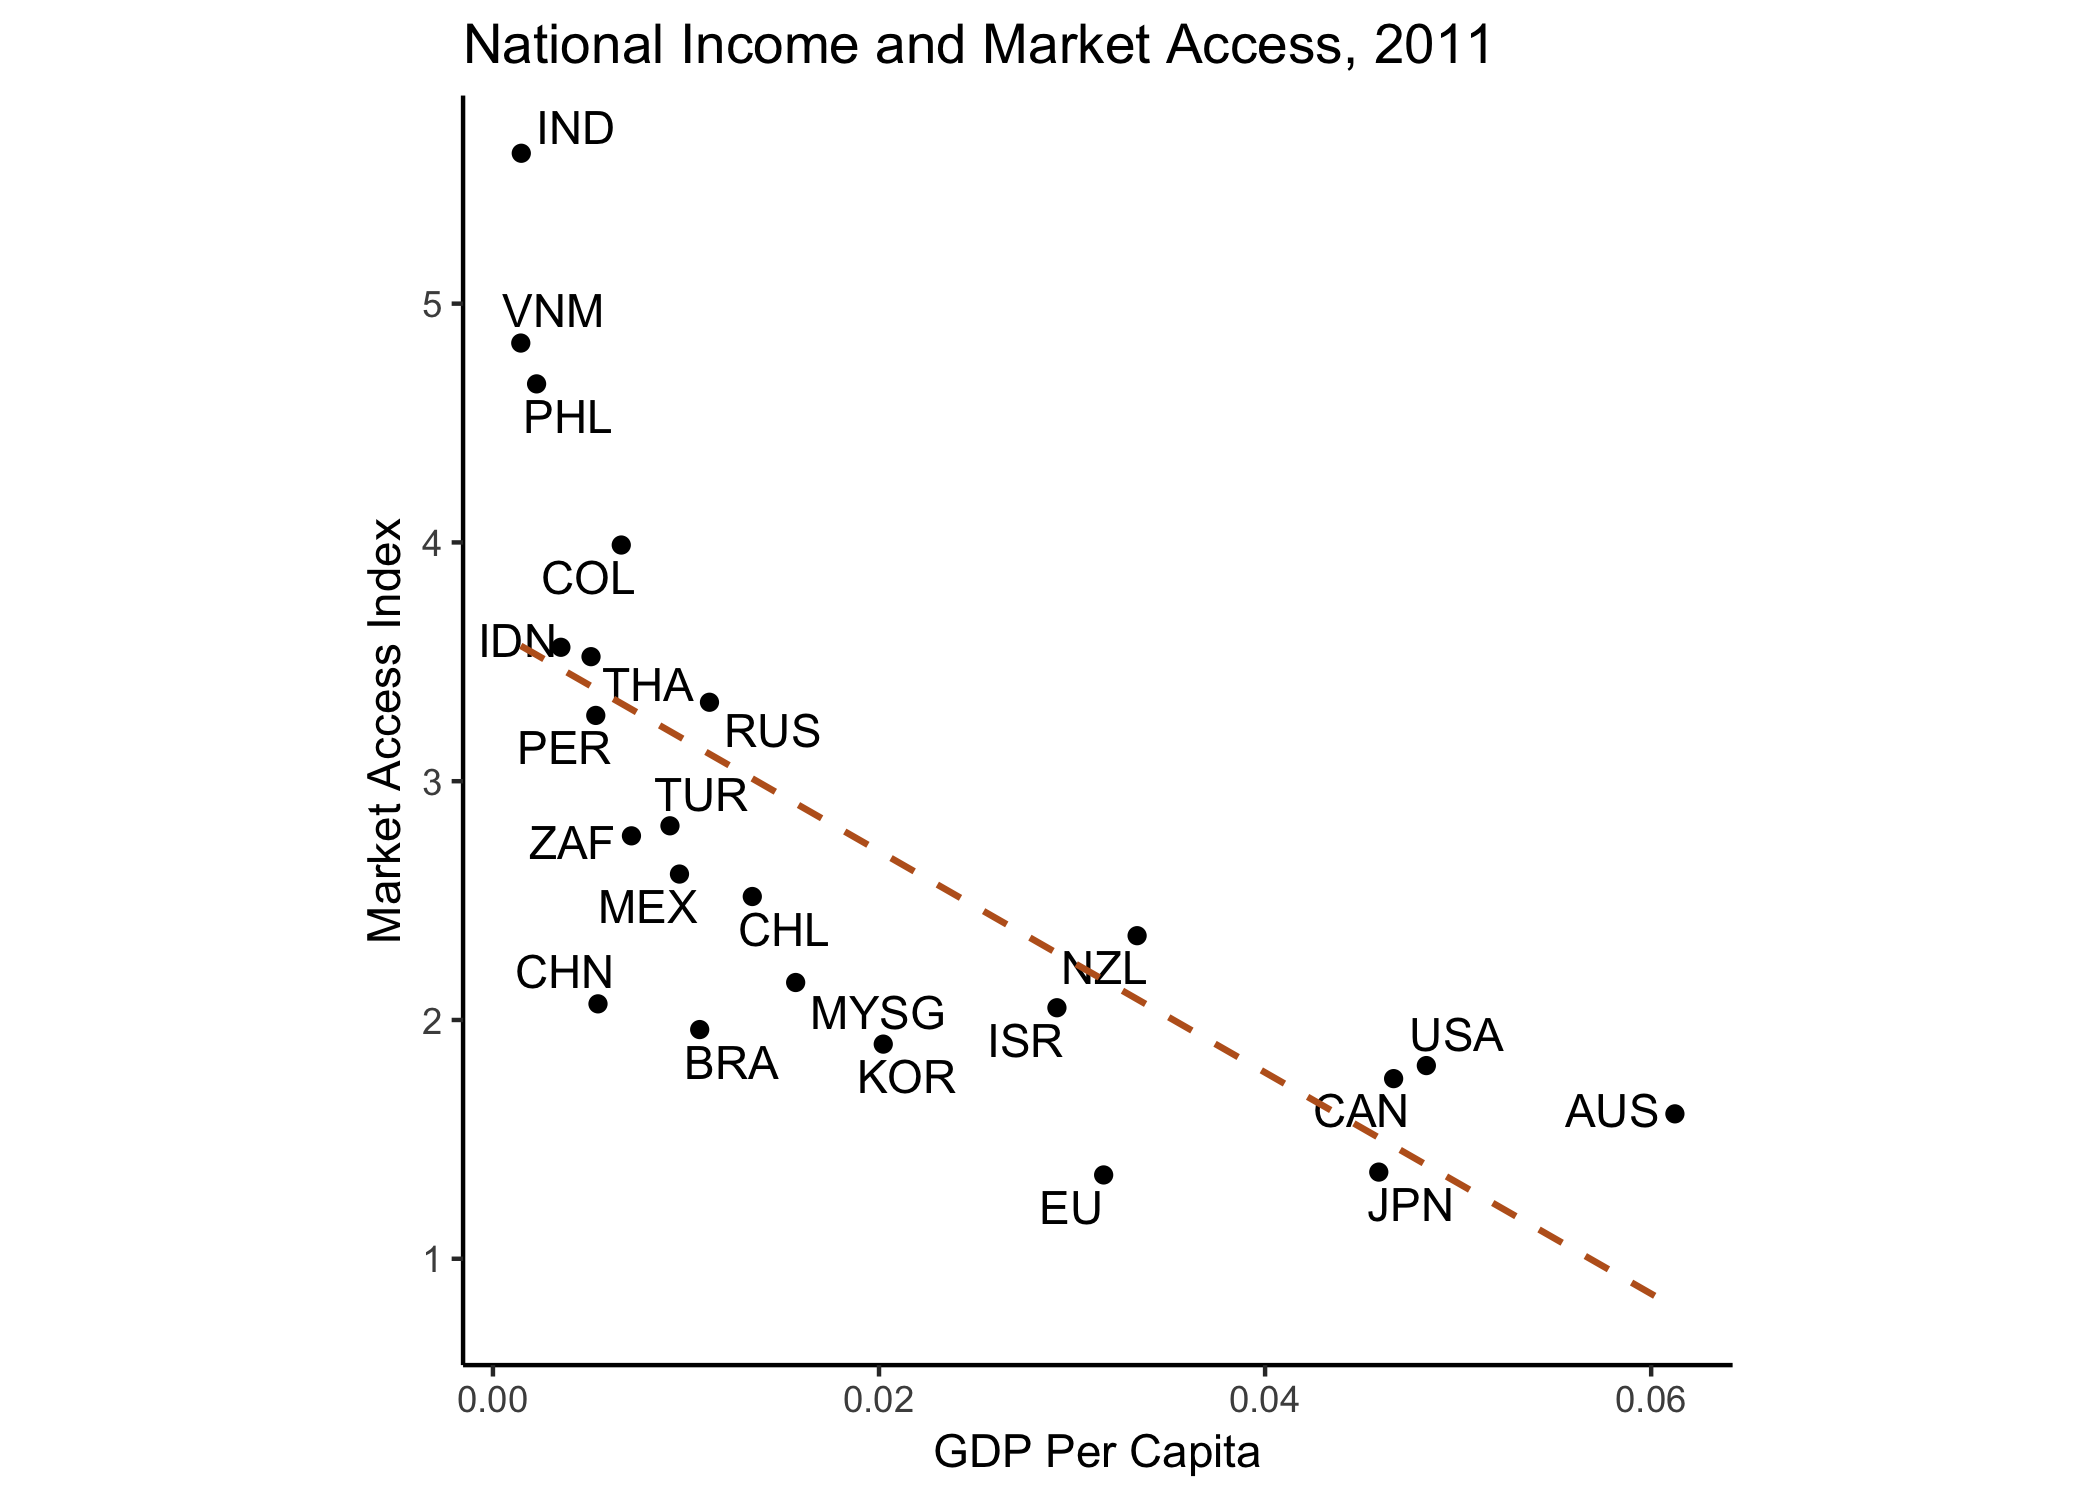 National Income and Market Access, 2011
IND
VNM
PHL
COL
IDN
THA
RUS
PER
TUR
ZAF
MEX
CHL
CHN
NZL
MYSG
ISR
USA
BRA
KOR
CAN
AUS
EU
JPN
5
4
3
2
1
Market Access Index
0.00 0.02 0.04 0.06
GDP Per Capita